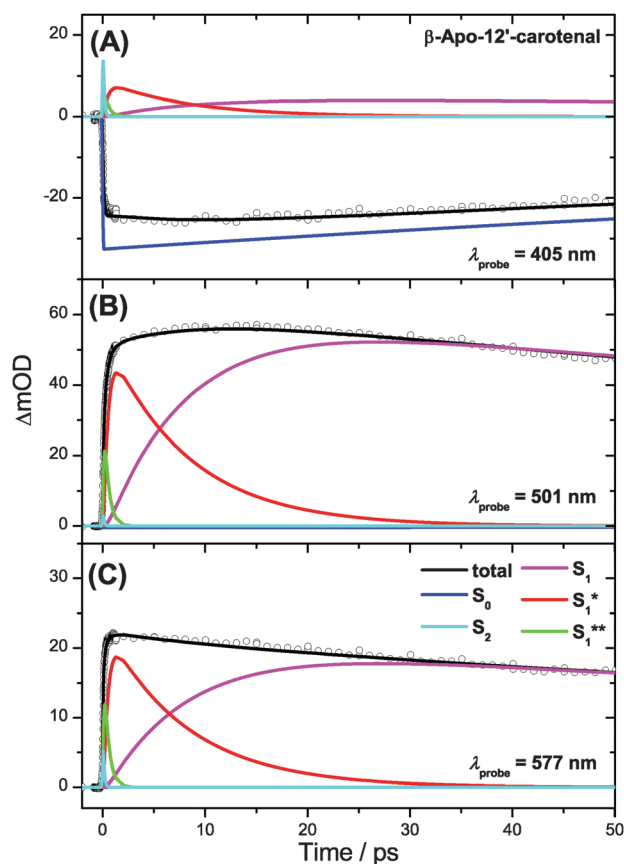 (A)
β-Apo-12'-carotenal
20
0
-20
λprobe = 405 nm
(B)
60
40
20
0
λprobe = 501 nm
ΔmOD
(C)
30
20
10
0
total
S0
S2
S1
S1*
S1**
λprobe = 577 nm
0 10 20 30 40 50
Time / ps